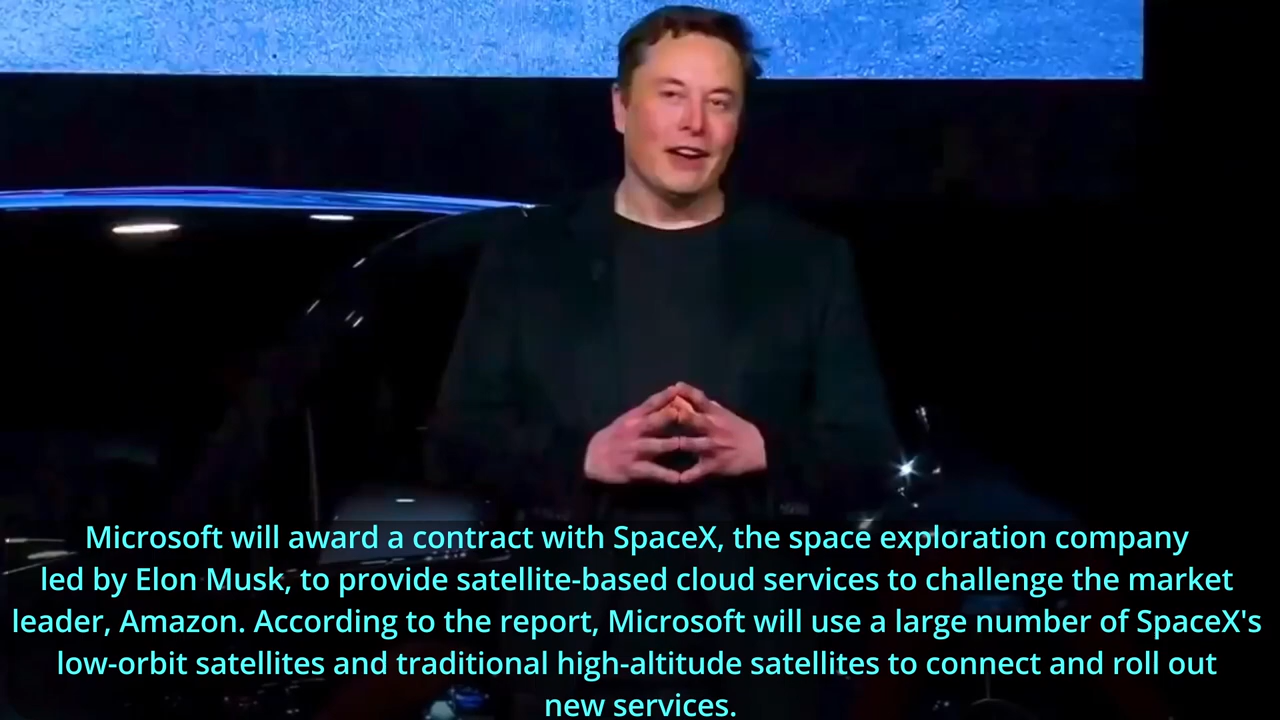 Microsoft will award a contract with SpaceX, the space exploration company
led by Elon Musk, to provide satellite-based cloud services to challenge the market
leader, Amazon. According to the report, Microsoft will use a large number of SpaceX's
low-orbit satellites and traditional high-altitude satellites to connect and roll out
new services.